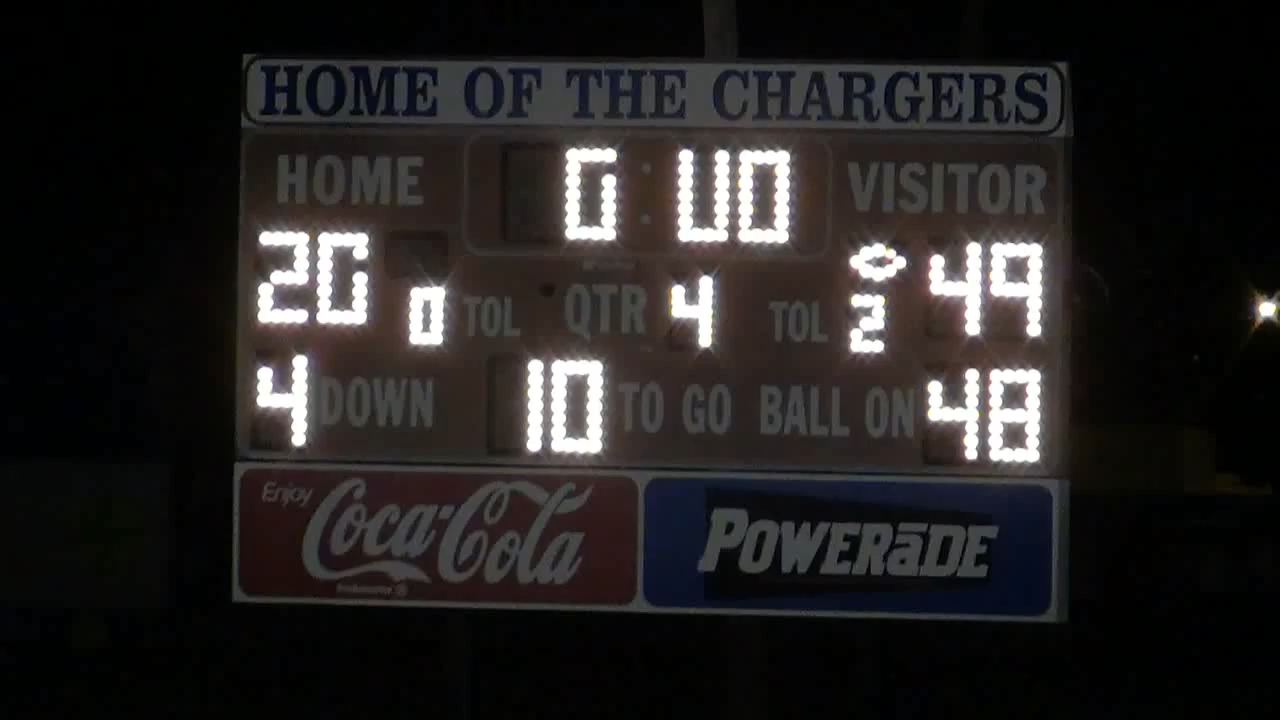 HOME OF THE CHARGERS
HOME 0:00 VISITOR
20 0 TOL QTR 4 TOL 2 49
4 DOWN 10 TO GO BALL ON 48
Enjoy Coca-Cola POWERāDE